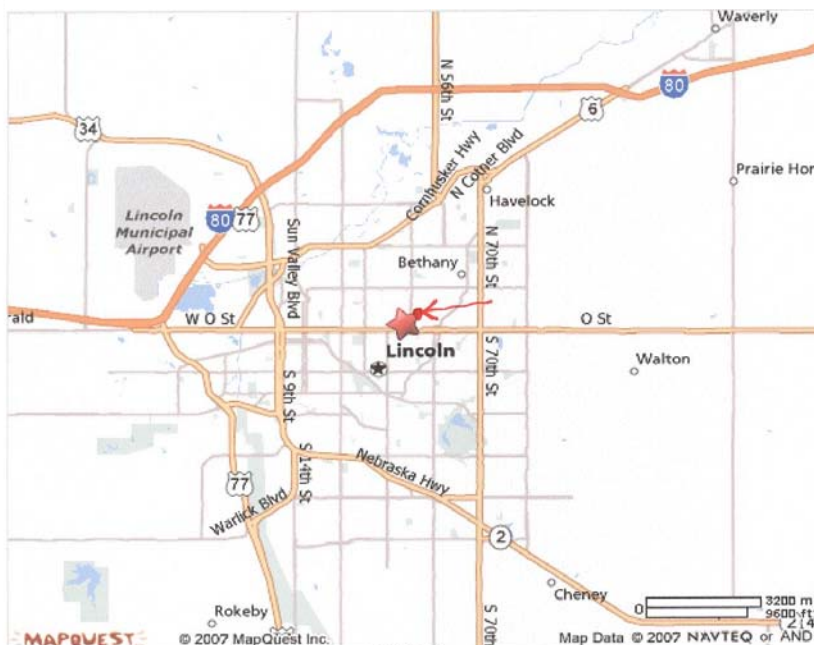 Waverly
80
N 56th St
6
34
Cornhusker Hwy
N Cotner Blvd
Prairie Hom
Havelock
Lincoln
Municipal
Airport
80
77
Sun Valley Blvd
N 70th St
Bethany
rald
W O St
O St
Lincoln
S 70th St
Walton
S 9th St
S 14th St
Nebraska Hwy
77
Warlick Blvd
2
Cheney
0
3200 m
9600 ft
Rokeby
S 70th
MAPQUEST
© 2007 MapQuest Inc.
Map Data © 2007 NAVTEQ or AND